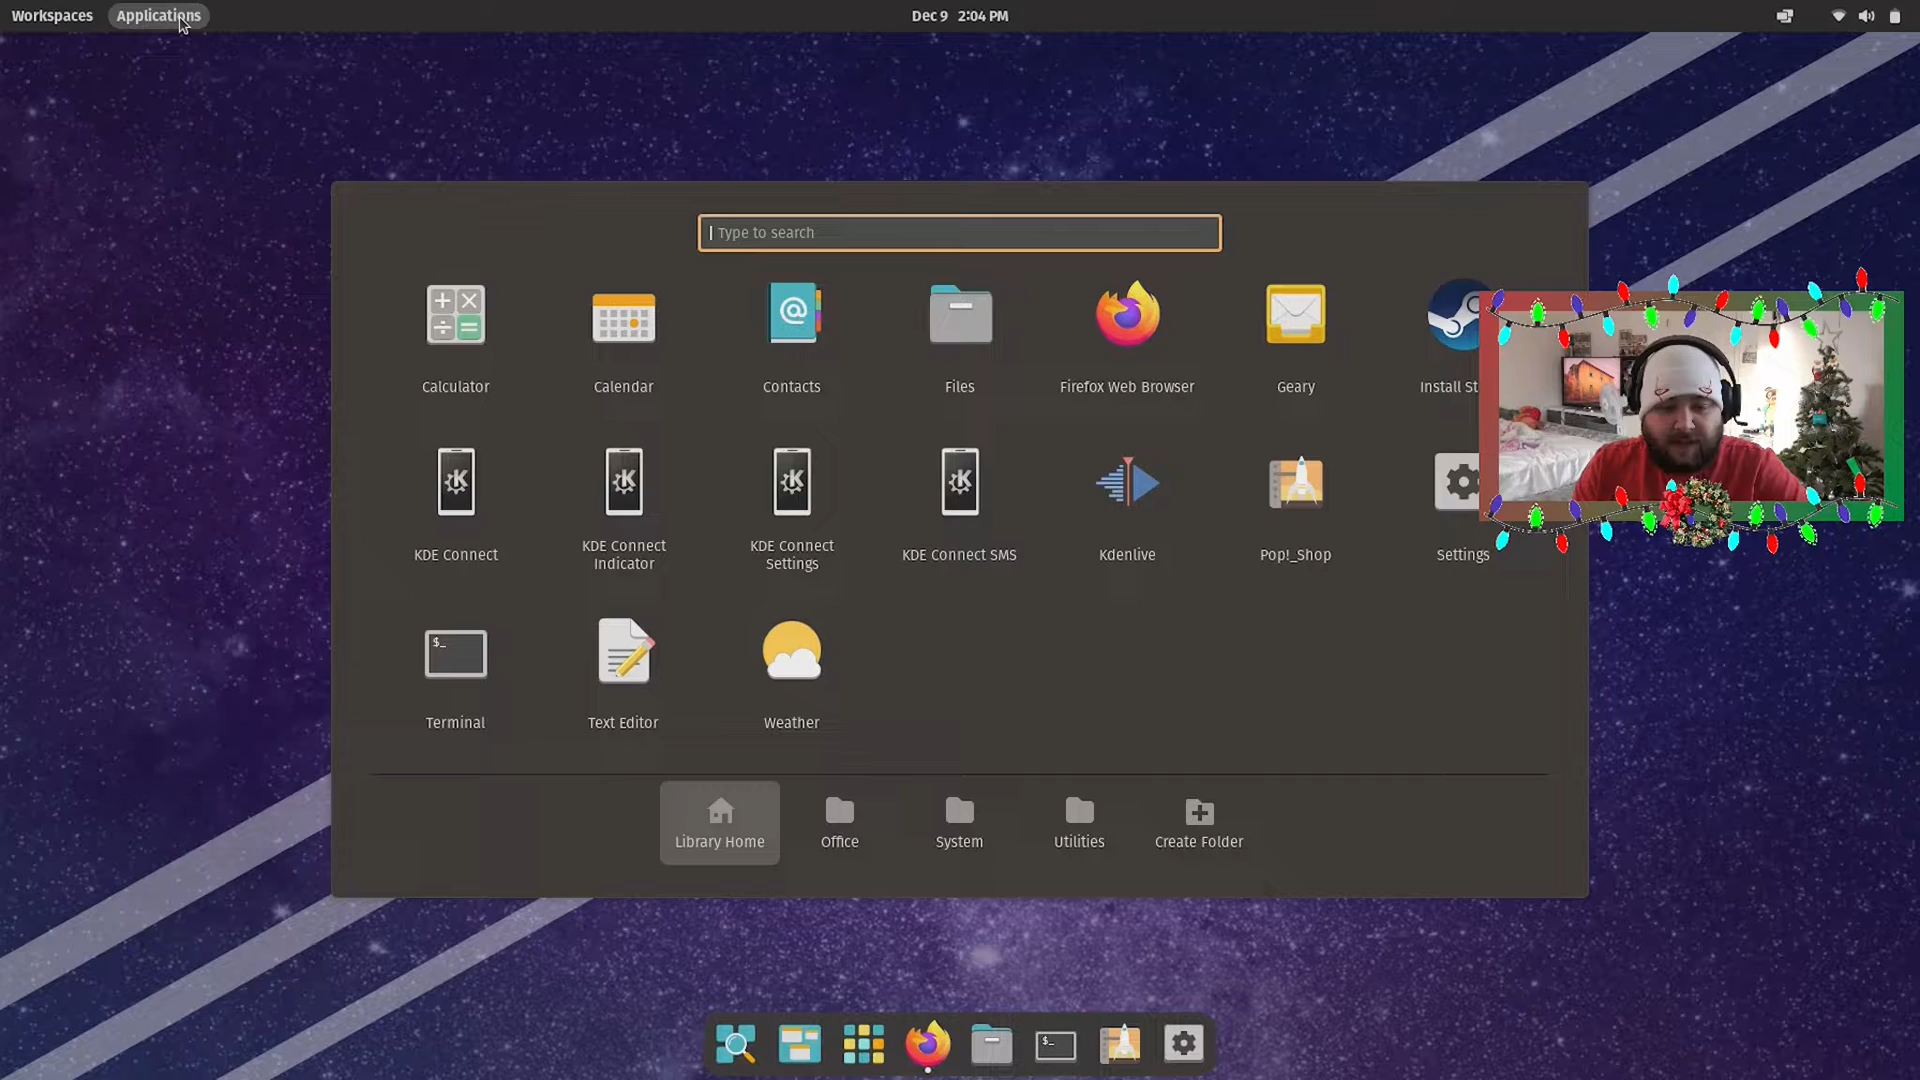 Workspaces Applications Dec 9 2:04 PM
Type to search
Calculator Calendar Contacts Files Firefox Web Browser Geary Install St
KDE Connect KDE Connect Indicator KDE Connect Settings KDE Connect SMS Kdenlive Pop!_Shop Settings
$_
Terminal Text Editor Weather
Library Home Office System Utilities Create Folder
$_